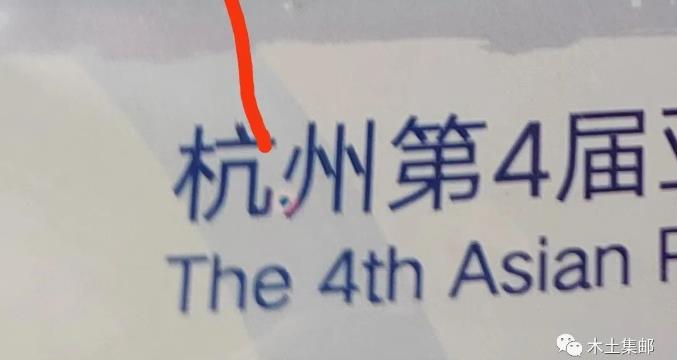 杭州第4届
The 4th Asian
木土集邮